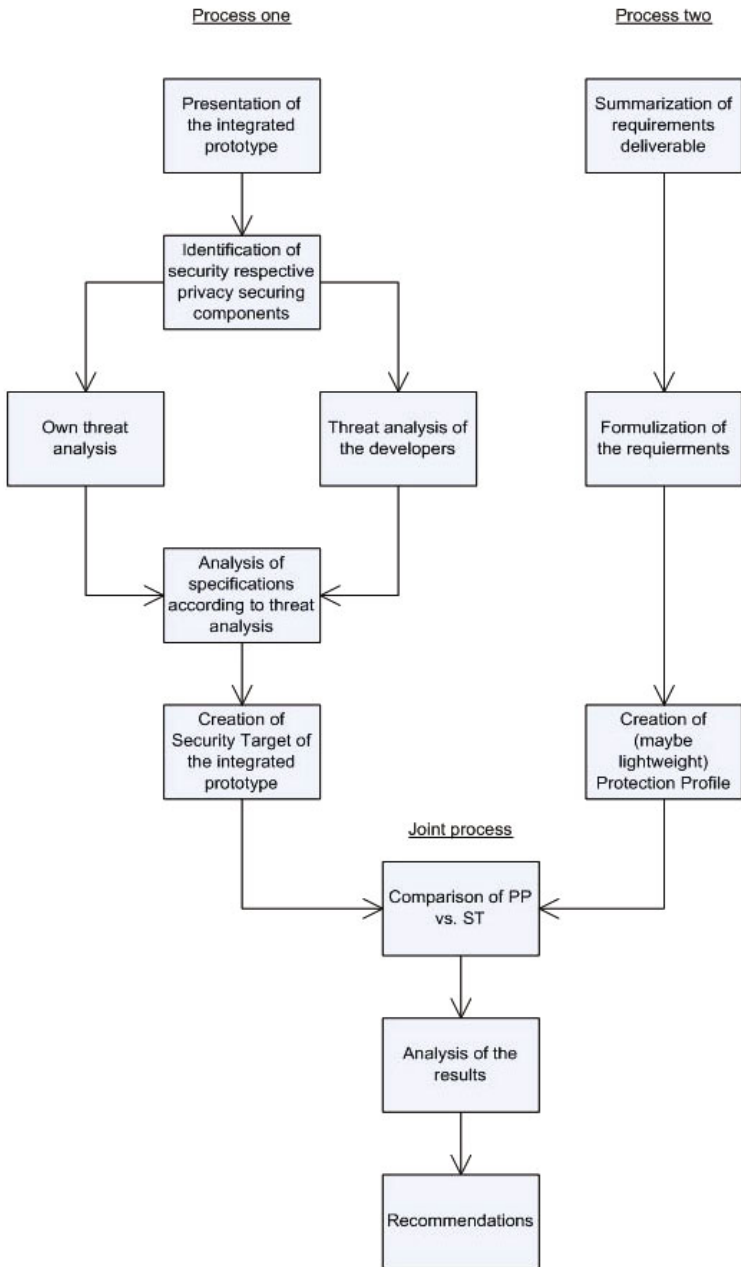 Process one
Process two
Presentation of
the integrated
prototype
Summarization of
requirements
deliverable
Identification of
security respective
privacy securing
components
Own threat
analysis
Threat analysis of
the developers
Formulization of
the requierments
Analysis of
specifications
according to threat
analysis
Creation of
Security Target of
the integrated
prototype
Creation of
(maybe
lightweight)
Protection Profile
Joint process
Comparison of PP
vs. ST
Analysis of the
results
Recommendations